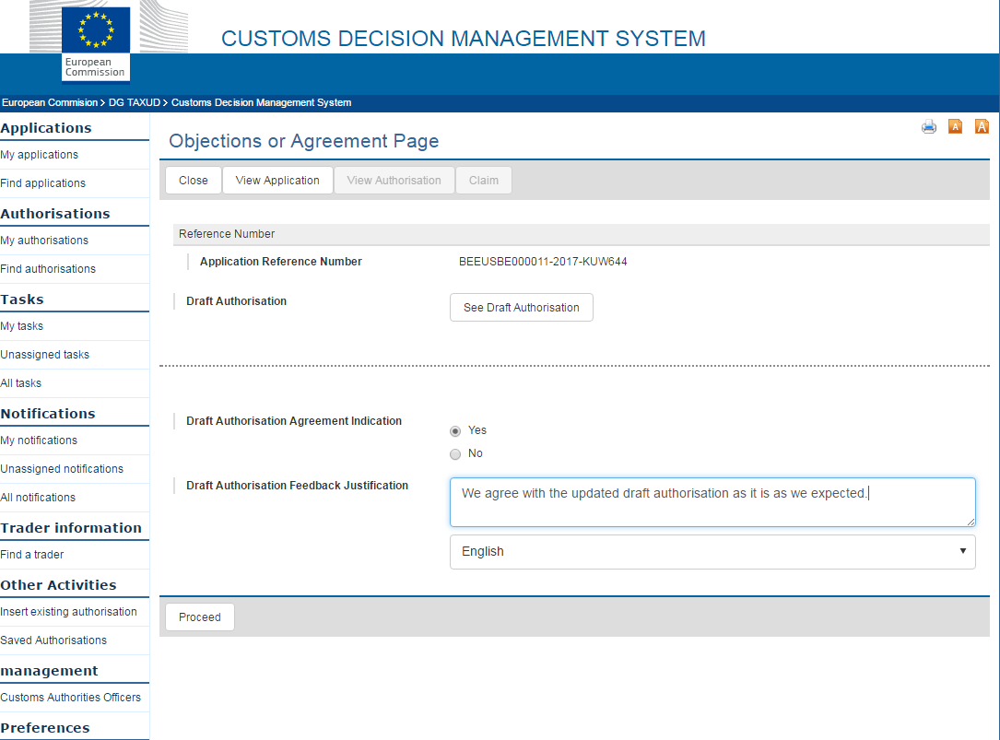 CUSTOMS DECISION MANAGEMENT SYSTEM
European
Commission
European Commision > DG TAXUD > Customs Decision Management System
Applications
My applications
Find applications
Authorisations
My authorisations
Find authorisations
Tasks
My tasks
Unassigned tasks
All tasks
Notifications
My notifications
Unassigned notifications
All notifications
Trader information
Find a trader
Other Activities
Insert existing authorisation
Saved Authorisations
management
Customs Authorities Officers
Preferences
A A
Objections or Agreement Page
Close View Application View Authorisation Claim
Reference Number
Application Reference Number BEEUSBE000011-2017-KUW644
Draft Authorisation See Draft Authorisation
Draft Authorisation Agreement Indication
Yes
No
Draft Authorisation Feedback Justification
We agree with the updated draft authorisation as it is as we expected.
English
Proceed